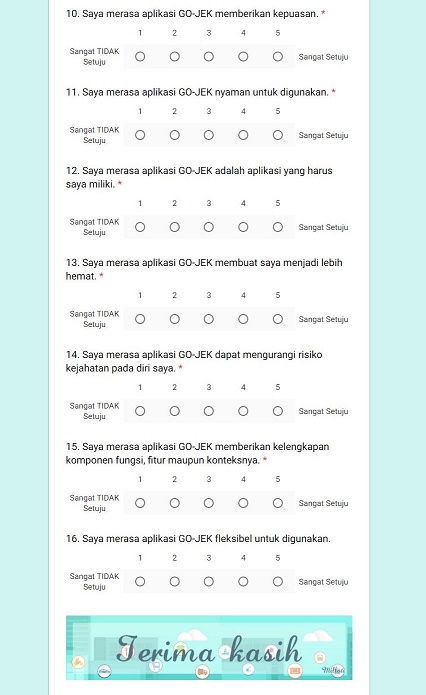 10. Saya merasa aplikasi GO-JEK memberikan kepuasan. *
1 2 3 4 5
Sangat TIDAK
Setuju
Sangat Setuju
11. Saya merasa aplikasi GO-JEK nyaman untuk digunakan. *
1 2 3 4 5
Sangat TIDAK
Setuju
Sangat Setuju
12. Saya merasa aplikasi GO-JEK adalah aplikasi yang harus
saya miliki. *
1 2 3 4 5
Sangat TIDAK
Setuju
Sangat Setuju
13. Saya merasa aplikasi GO-JEK membuat saya menjadi lebih
hemat. *
1 2 3 4 5
Sangat TIDAK
Setuju
Sangat Setuju
14. Saya merasa aplikasi GO-JEK dapat mengurangi risiko
kejahatan pada diri saya. *
1 2 3 4 5
Sangat TIDAK
Setuju
Sangat Setuju
15. Saya merasa aplikasi GO-JEK memberikan kelengkapan
komponen fungsi, fitur maupun konteksnya. *
1 2 3 4 5
Sangat TIDAK
Setuju
Sangat Setuju
16. Saya merasa aplikasi GO-JEK fleksibel untuk digunakan.
1 2 3 4 5
Sangat TIDAK
Setuju
Sangat Setuju
Terima kasih